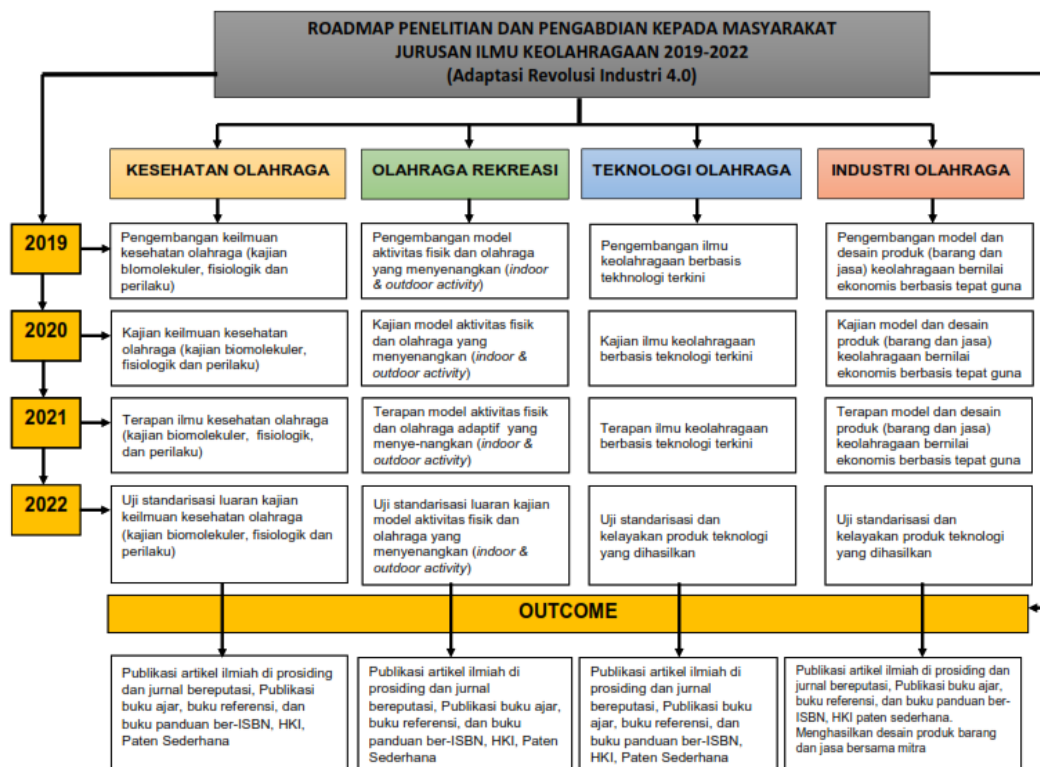 ROADMAP PENELITIAN DAN PENGABDIAN KEPADA MASYARAKAT
JURUSAN ILMU KEOLAHRAGAAN 2019-2022
(Adaptasi Revolusi Industri 4.0)
KESEHATAN OLAHRAGA
OLAHRAGA REKREASI
TEKNOLOGI OLAHRAGA
INDUSTRI OLAHRAGA
2019
Pengembangan keilmuan
kesehatan olahraga (kajian
bIomolekuler, fisiologik dan
perilaku)
Pengembangan model
aktivitas fisik dan olahraga
yang menyenangkan (indoor
& outdoor activity)
Pengembangan ilmu
keolahragaan berbasis
tekhnologi terkini
Pengembangan model dan
desain produk (barang dan
jasa) keolahragaan bernilai
ekonomis berbasis tepat guna
2020
Kajian keilmuan kesehatan
olahraga (kajian biomolekuler,
fisiologik dan perilaku)
Kajian model aktivitas fisik
dan olahraga yang
menyenangkan (indoor &
outdoor activity)
Kajian ilmu keolahragaan
berbasis teknologi terkini
Kajian model dan desain
produk (barang dan jasa)
keolahragaan bernilai
ekonomis berbasis tepat guna
2021
Terapan ilmu kesehatan olahraga
(kajian biomolekuler, fisiologik,
dan perilaku)
Terapan model aktivitas fisik
dan olahraga adaptif yang
menye-nangkan (indoor &
outdoor activity)
Terapan ilmu keolahragaan
berbasis teknologi terkini
Terapan model dan desain
produk (barang dan jasa)
keolahragaan bernilai
ekonomis berbasis tepat guna
2022
Uji standarisasi luaran kajian
keilmuan kesehatan olahraga
(kajian biomolekuler, fisiologik dan
perilaku)
Uji standarisasi luaran kajian
model aktivitas fisik dan
olahraga yang
menyenangkan (indoor &
outdoor activity)
Uji standarisasi dan
kelayakan produk teknologi
yang dihasilkan
Uji standarisasi dan
kelayakan produk teknologi
yang dihasilkan
OUTCOME
Publikasi artikel ilmiah di prosiding
dan jurnal bereputasi, Publikasi
buku ajar, buku referensi, dan
buku panduan ber-ISBN, HKI,
Paten Sederhana
Publikasi artikel ilmiah di
prosiding dan jurnal
bereputasi, Publikasi buku ajar,
buku referensi, dan buku
panduan ber-ISBN, HKI, Paten
Sederhana
Publikasi artikel ilmiah di
prosiding dan jurnal
bereputasi, Publikasi buku
ajar, buku referensi, dan
buku panduan ber-ISBN,
HKI, Paten Sederhana
Publikasi artikel ilmiah di prosiding dan
jurnal bereputasi, Publikasi buku ajar,
buku referensi, dan buku panduan ber-
ISBN, HKI paten sederhana.
Menghasilkan desain produk barang
dan jasa bersama mitra